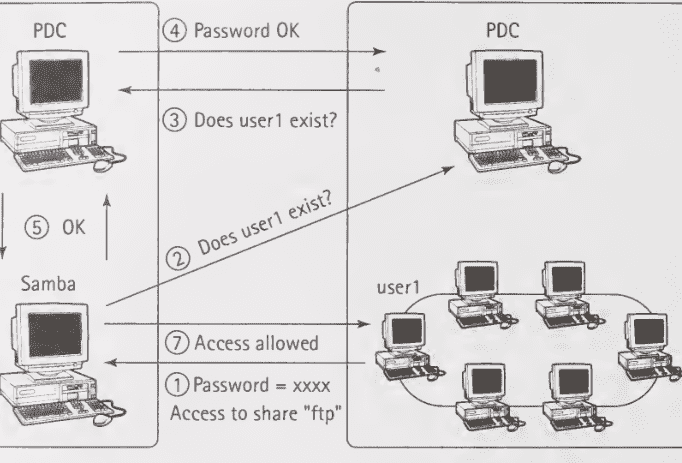 PDC
④ Password OK
PDC
③ Does user1 exist?
⑤ OK
② Does user1 exist?
Samba
user1
⑦ Access allowed
① Password = xxxx
Access to share "ftp"